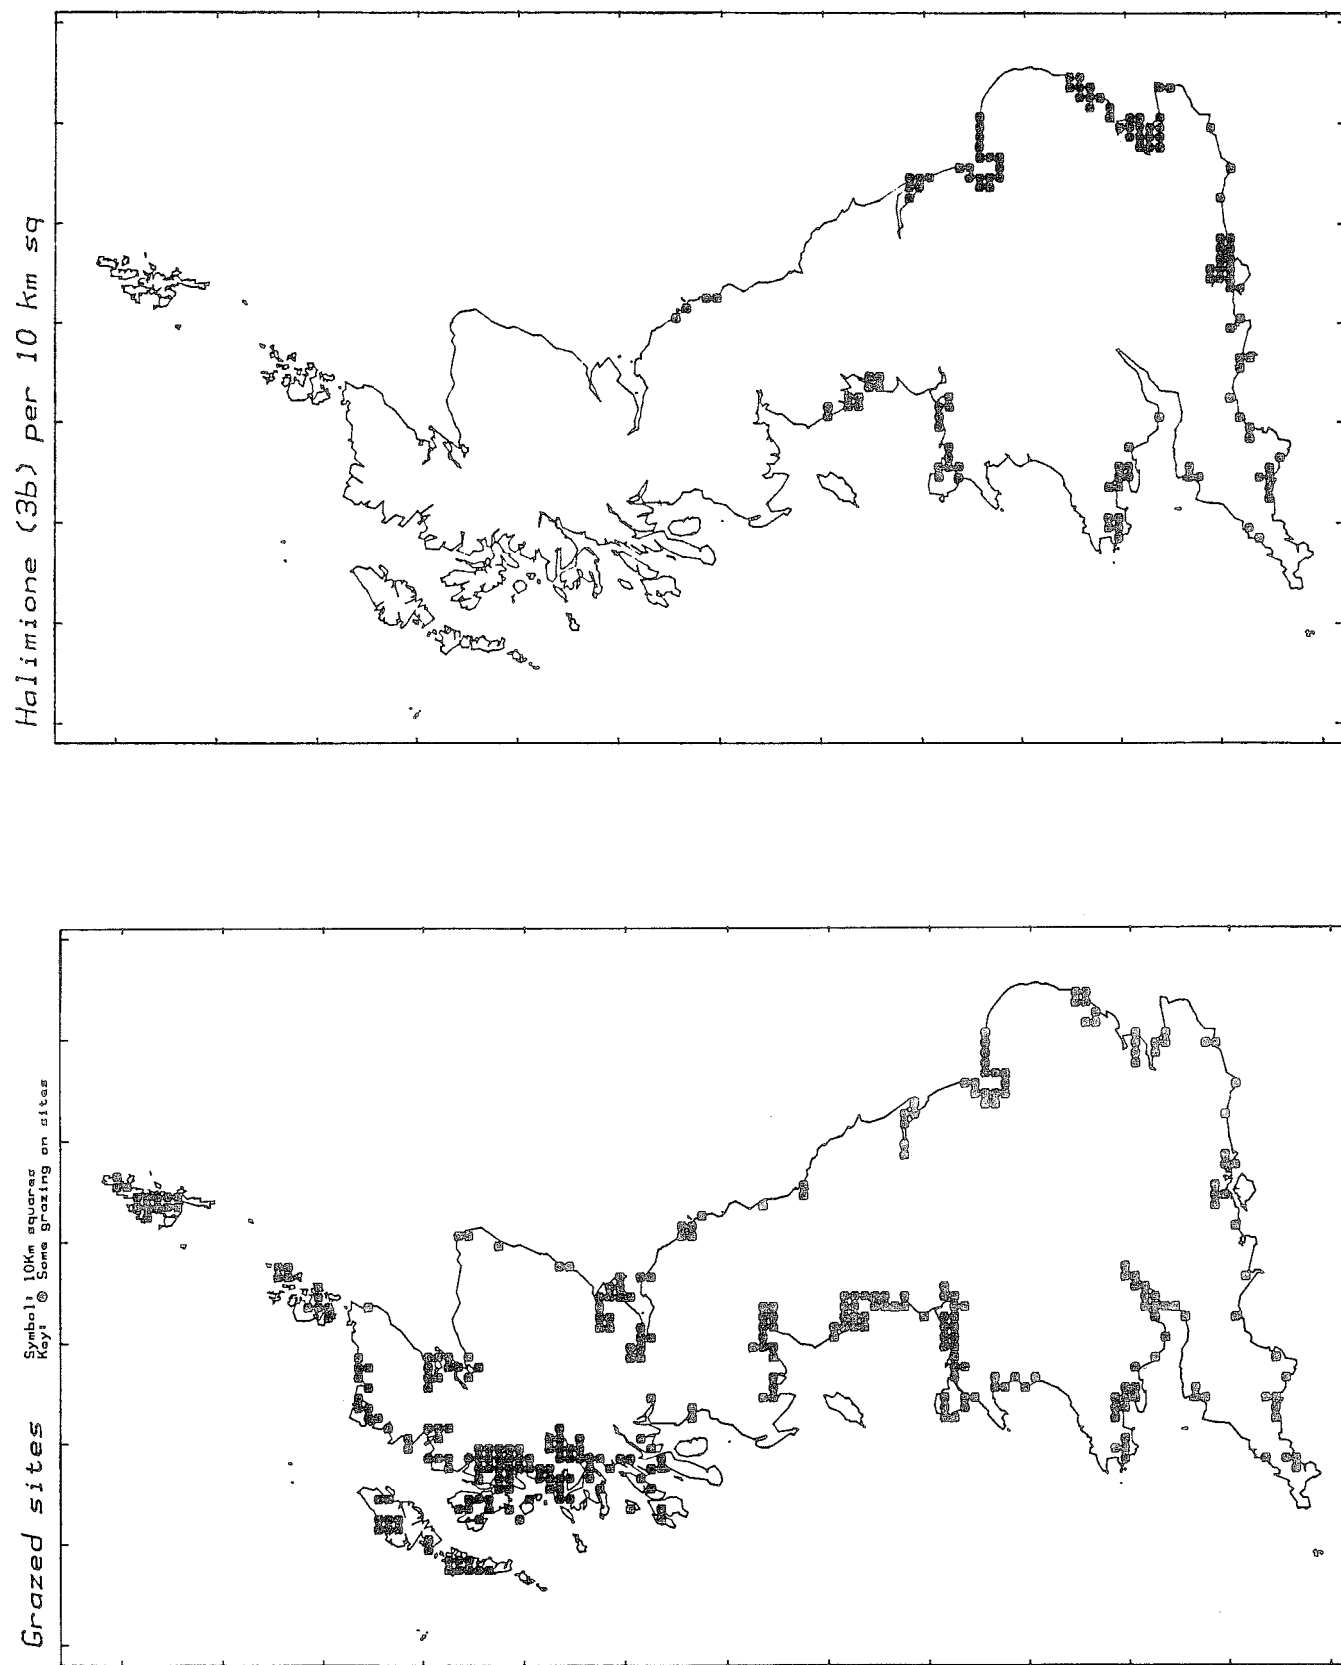 Halimione (3b) per 10 km sq
Grazed sites
Symbol: 10Km squares
Key: Some grazing on sites